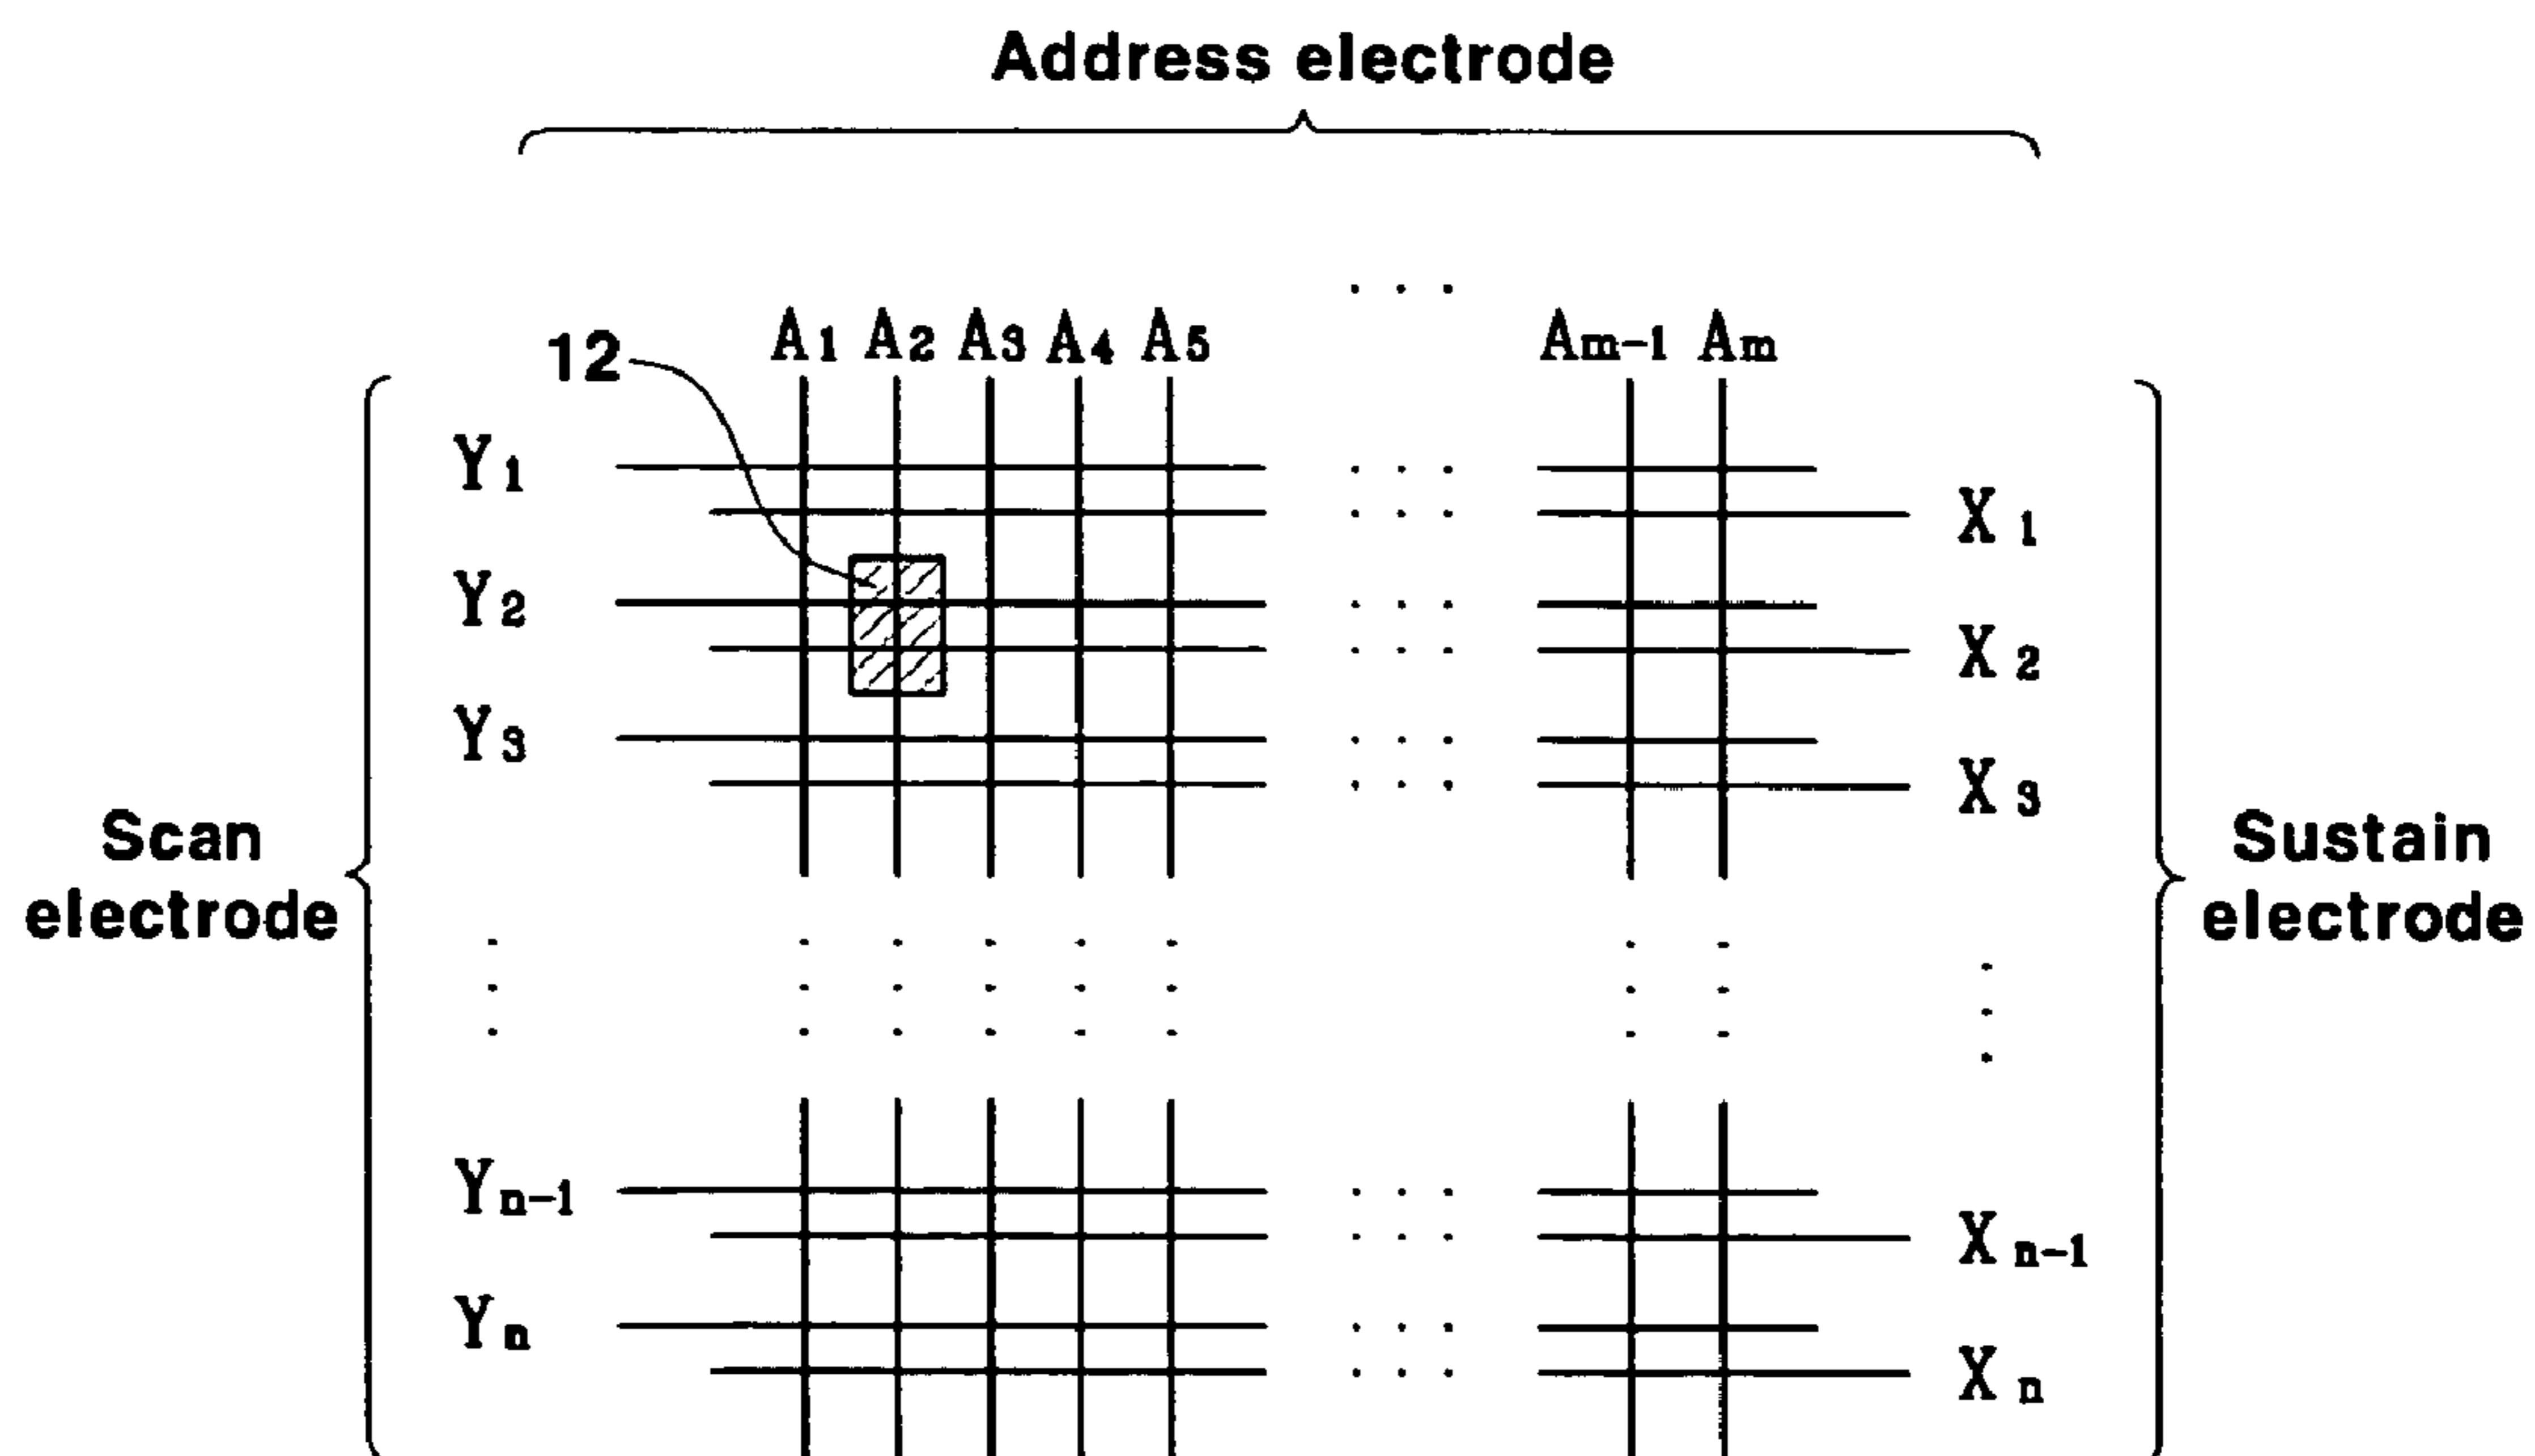 Address electrode
. . .
12
A1 A2 A3 A4 A5 Am-1 Am
Y1
X1
Y2
X2
Y3
X3
Scan
electrode
Sustain
electrode
Yn-1
Xn-1
Yn
Xn